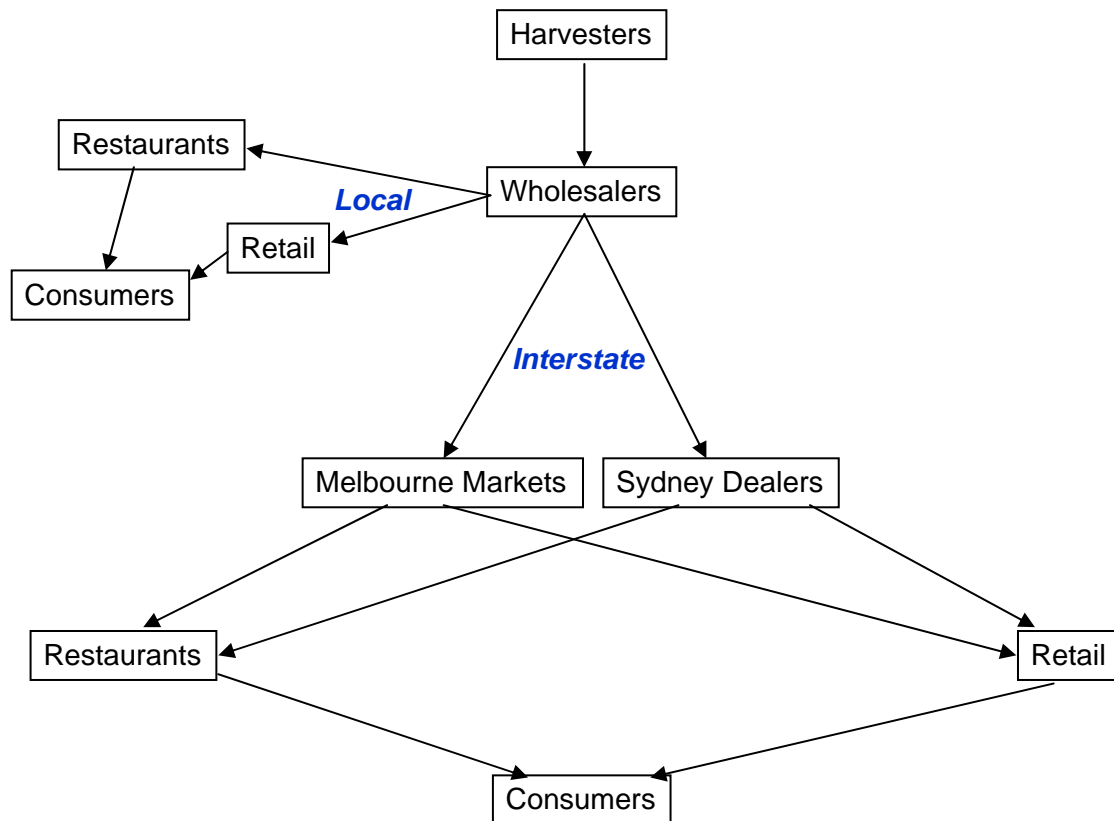 Harvesters
Restaurants
Wholesalers
Local
Retail
Consumers
Interstate
Melbourne Markets
Sydney Dealers
Restaurants
Retail
Consumers